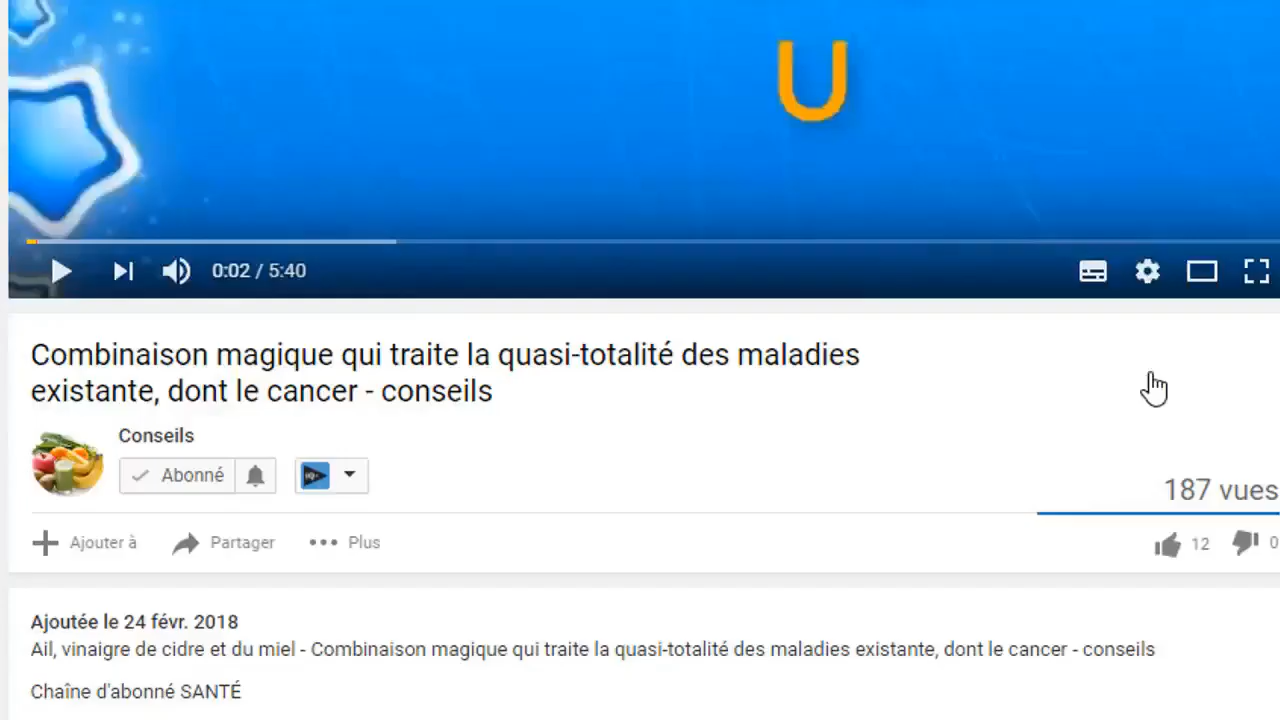 U
0:02 / 5:40
Combinaison magique qui traite la quasi-totalité des maladies
existante, dont le cancer - conseils
Conseils
Abonné
187 vues
Ajouter à
Partager
Plus
12
0
Ajoutée le 24 févr. 2018
Ail, vinaigre de cidre et du miel - Combinaison magique qui traite la quasi-totalité des maladies existante, dont le cancer - conseils
Chaîne d'abonné SANTÉ